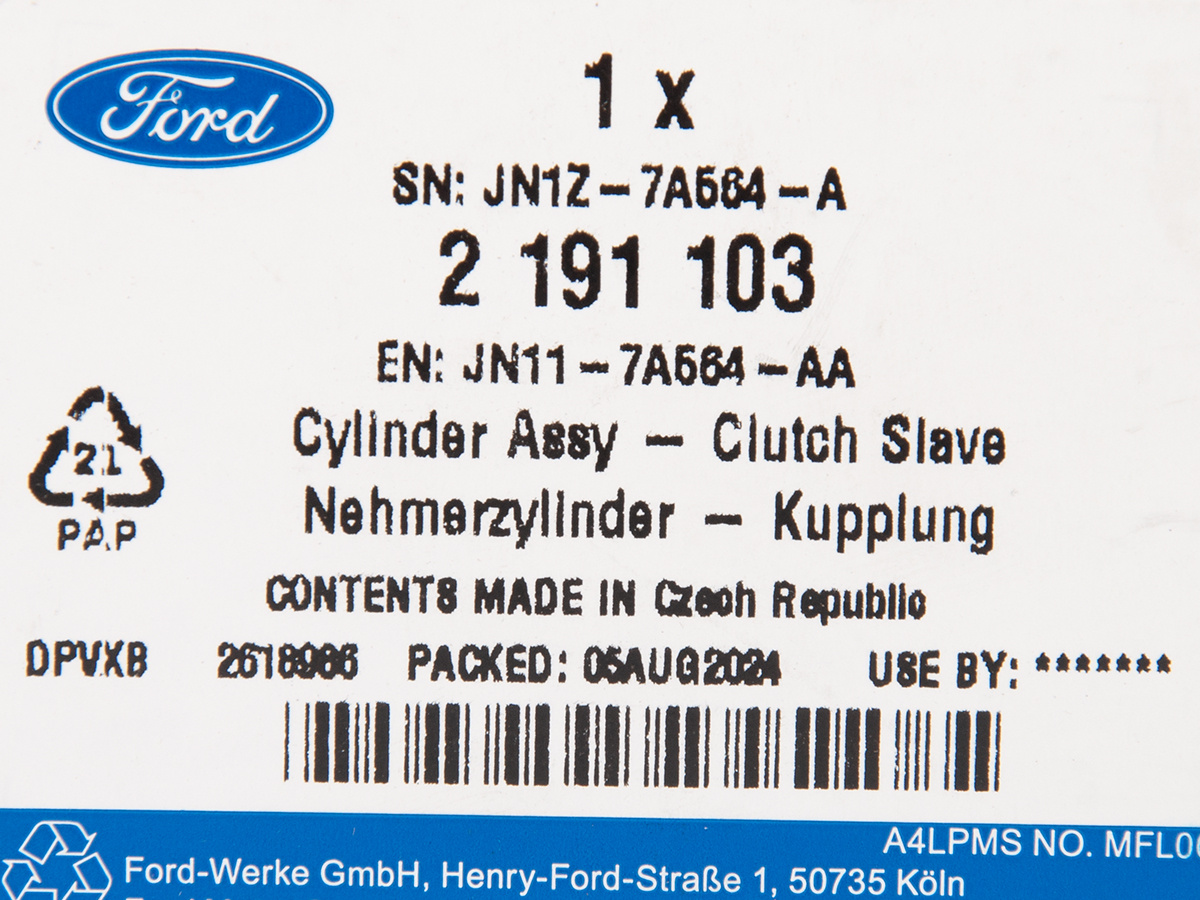 Ford
1 x
SN: JN1Z-7A564-A
2 191 103
EN: JN11-7A564-AA
Cylinder Assy - Clutch Slave
Nehmerzylinder - Kupplung
21
PAP
CONTENTS MADE IN Czech Republic
DPVXB PACKED: 05AUG2024 USE BY: *******
A4LPMS NO.
Ford-Werke GmbH, Henry-Ford-Straße 1, 50735 Köln